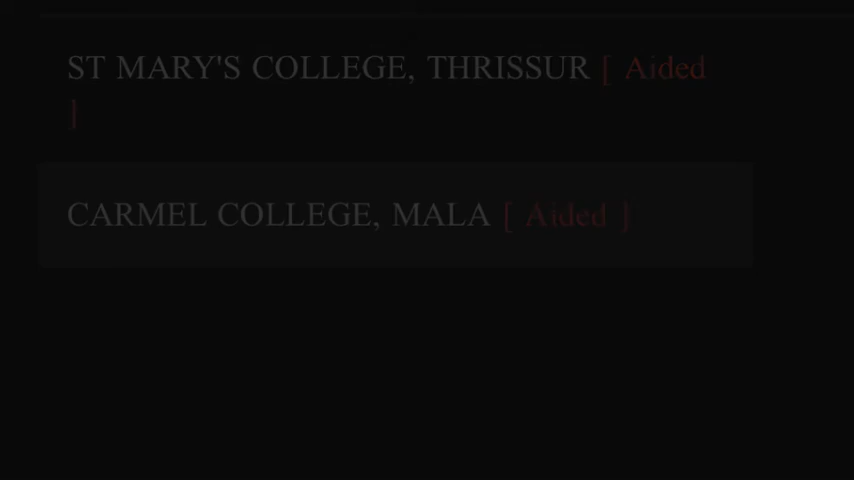 ST MARY'S COLLEGE, THRISSUR [ Aided
]
CARMEL COLLEGE, MALA [ Aided ]